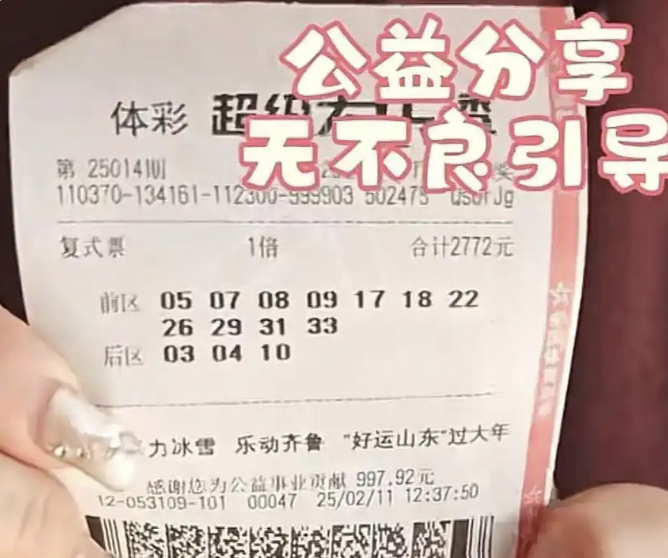 公益分享
无不良引导
体彩 超级大乐透
第 25014期
110370-134161-112300-999903 502473
复式票 1倍 合计2772元
前区 05 07 08 09 17 18 22
26 29 31 33
后区 03 04 10
力冰雪 乐动齐鲁 “好运山东”过大年
感谢您为公益事业贡献 997.92元
12-053109-101 00047 25/02/11 12:37:50